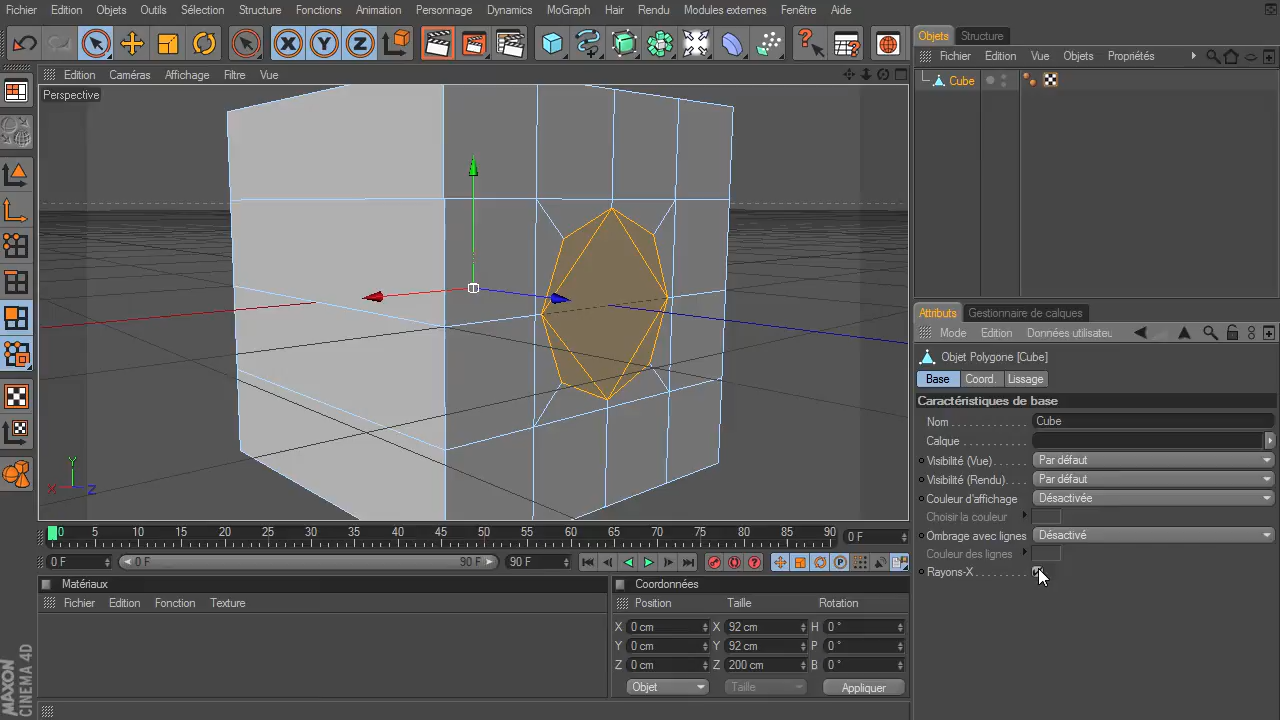 Fichier Edition Objets Outils Sélection Structure Fonctions Animation Personnage Dynamics MoGraph Hair Rendu Modules externes Fenêtre Aide
X Y Z
Edition Caméras Affichage Filtre Vue
Perspective
Y
X Z
0 5 10 15 20 25 30 35 40 45 50 55 60 65 70 75 80 85 90 0 F
0 F 0 F 90 F 90 F
Matériaux
Fichier Edition Fonction Texture
Coordonnées
Position Taille Rotation
X 0 cm X 92 cm H 0 °
Y 0 cm Y 92 cm P 0 °
Z 0 cm Z 200 cm B 0 °
Objet Taille Appliquer
MAXON
CINEMA 4D
Objets Structure
Fichier Edition Vue Objets Propriétés
Cube
Attributs Gestionnaire de calques
Mode Edition Données utilisateu
Objet Polygone [Cube]
Base Coord. Lissage
Caractéristiques de base
Nom . . . . . . . . . . . . Cube
Calque . . . . . . . . . . .
Visibilité (Vue) . . . . . . Par défaut
Visibilité (Rendu) . . . . Par défaut
Couleur d'affichage Désactivée
Choisir la couleur
Ombrage avec lignes Désactivé
Couleur des lignes
Rayons-X . . . . . . . . .